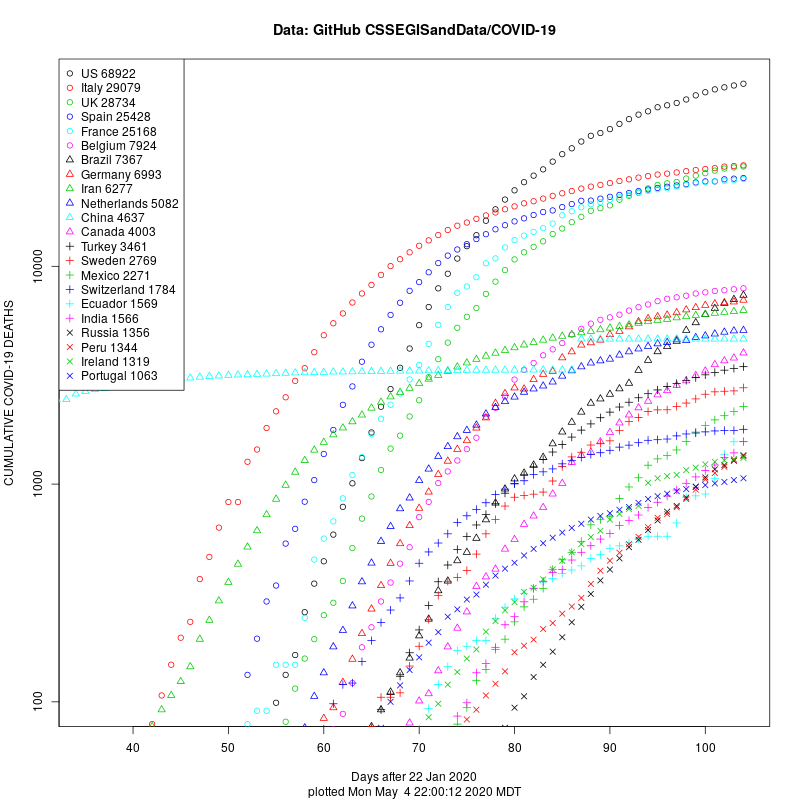 Data: GitHub CSSEGISandData/COVID-19
US 68922
Italy 29079
UK 28734
Spain 25428
France 25168
Belgium 7924
Brazil 7367
Germany 6993
Iran 6277
Netherlands 5082
China 4637
Canada 4003
Turkey 3461
Sweden 2769
Mexico 2271
Switzerland 1784
Ecuador 1569
India 1566
Russia 1356
Peru 1344
Ireland 1319
Portugal 1063
CUMULATIVE COVID-19 DEATHS
10000
1000
100
40 50 60 70 80 90 100
Days after 22 Jan 2020
plotted Mon May  4 22:00:12 2020 MDT